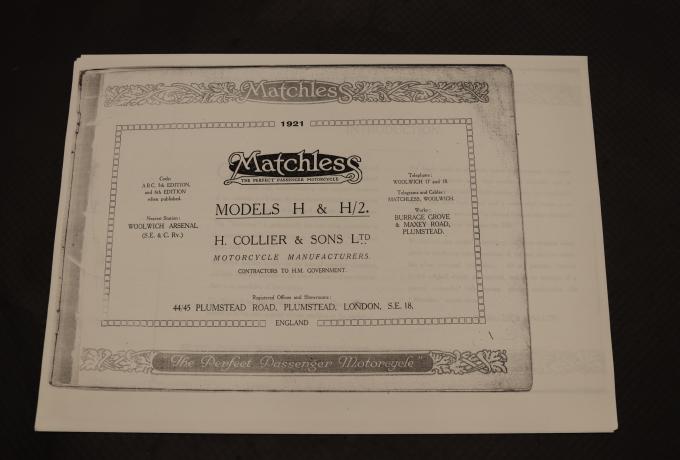 Matchless
1921
Matchless
THE PERFECT PASSENGER MOTORCYCLE
Code:
A B C, 5th EDITION,
and 6th EDITION
when published.
Nearest Station:
WOOLWICH ARSENAL
(S.E. & C. Rv.)
MODELS H & H/2.
H. COLLIER & SONS LTD
MOTORCYCLE MANUFACTURERS.
CONTRACTORS TO H.M. GOVERNMENT.
Telephone:
WOOLWICH 17 and 18.
Telegrams and Cables:
MATCHLESS, WOOLWICH.
Works:
BURRAGE GROVE
& MAXEY ROAD,
PLUMSTEAD.
Registered Offices and Showrooms:
44/45 PLUMSTEAD ROAD, PLUMSTEAD, LONDON, S.E. 18,
ENGLAND
"The Perfect Passenger Motorcycle"
INTRODUCTION.